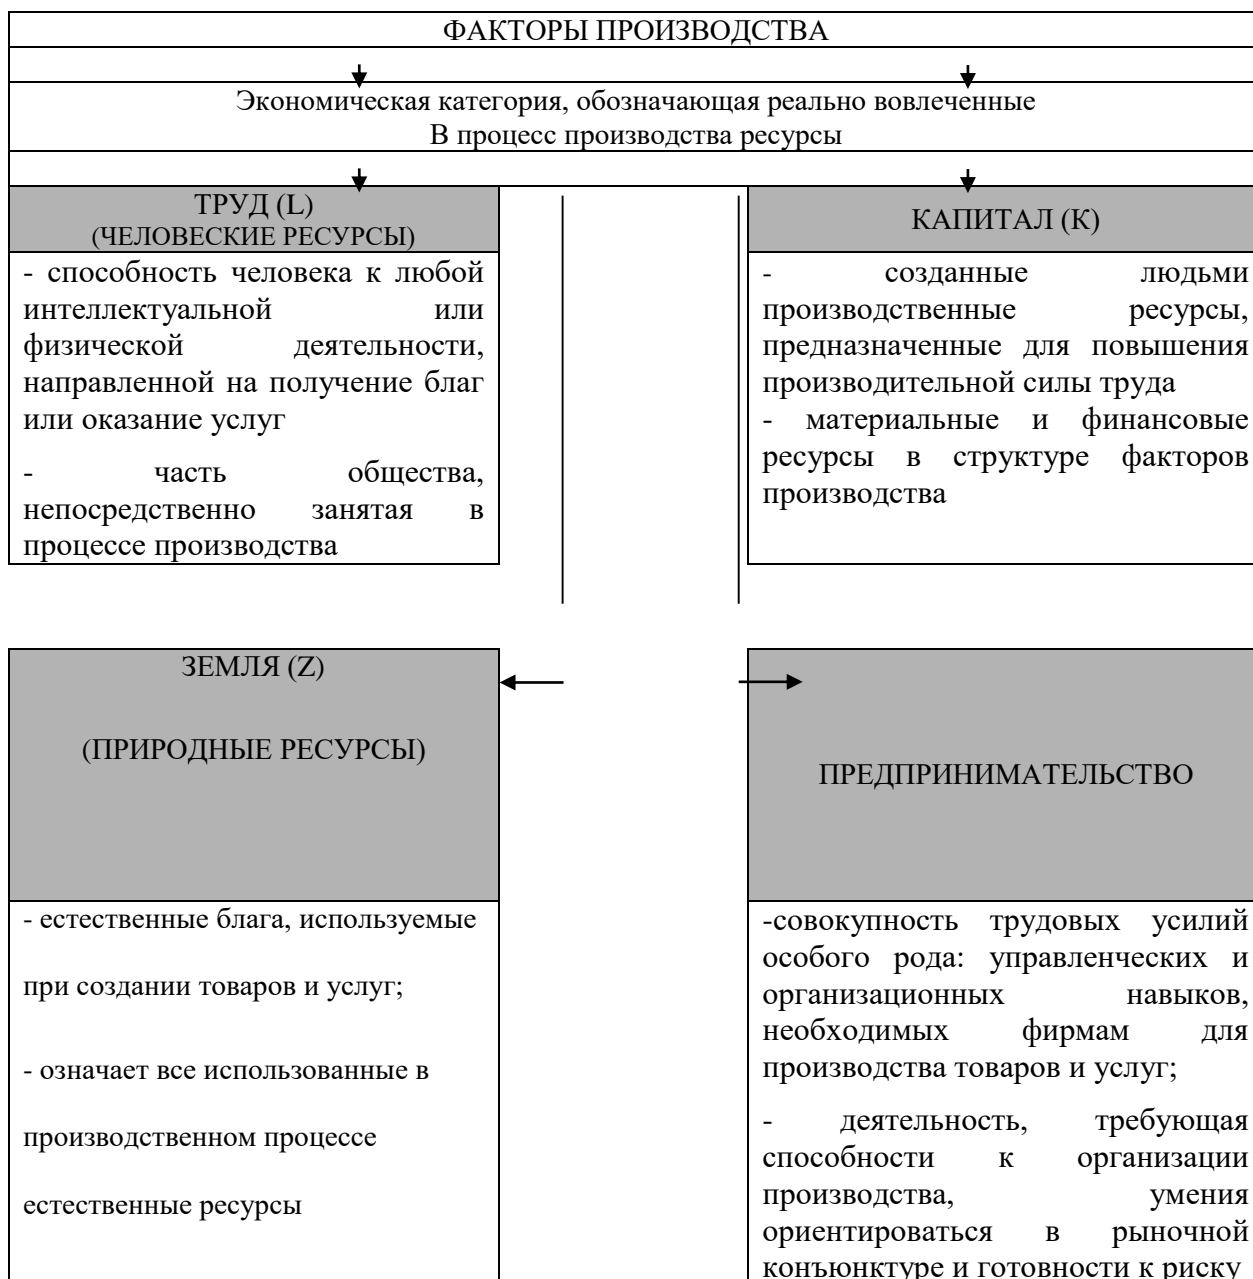 ФАКТОРЫ ПРОИЗВОДСТВА
Экономическая категория, обозначающая реально вовлеченные
В процесс производства ресурсы
ТРУД (L)
(ЧЕЛОВЕСКИЕ РЕСУРСЫ)
- способность человека к любой
интеллектуальной или
физической деятельности,
направленной на получение благ
или оказание услуг
- часть общества,
непосредственно занятая в
процессе производства
КАПИТАЛ (К)
- созданные людьми
производственные ресурсы,
предназначенные для повышения
производительной силы труда
- материальные и финансовые
ресурсы в структуре факторов
производства
ЗЕМЛЯ (Z)
(ПРИРОДНЫЕ РЕСУРСЫ)
- естественные блага, используемые
при создании товаров и услуг;
- означает все использованные в
производственном процессе
естественные ресурсы
ПРЕДПРИНИМАТЕЛЬСТВО
-совокупность трудовых усилий
особого рода: управленческих и
организационных навыков,
необходимых фирмам для
производства товаров и услуг;
- деятельность, требующая
способности к организации
производства, умения
ориентироваться в рыночной
конъюнктуре и готовности к риску